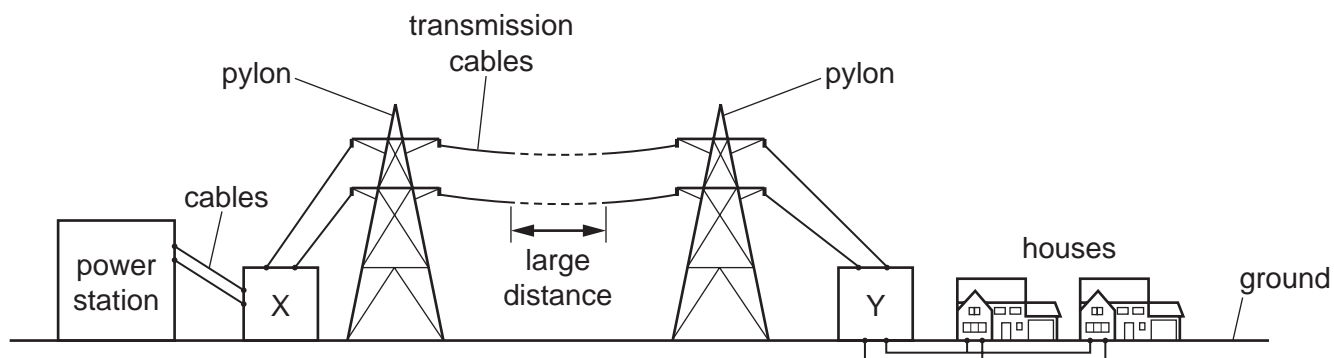 transmission
cables
pylon
pylon
cables
power
station
X
large
distance
Y
houses
ground